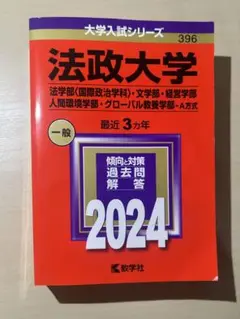 大学入試シリーズ
396
法政大学
法学部〈国際政治学科〉・文学部・経営学部
人間環境学部・グローバル教養学部-A方式
最近3カ年
一般
傾向と対策
過去問
解答
2024
教学社